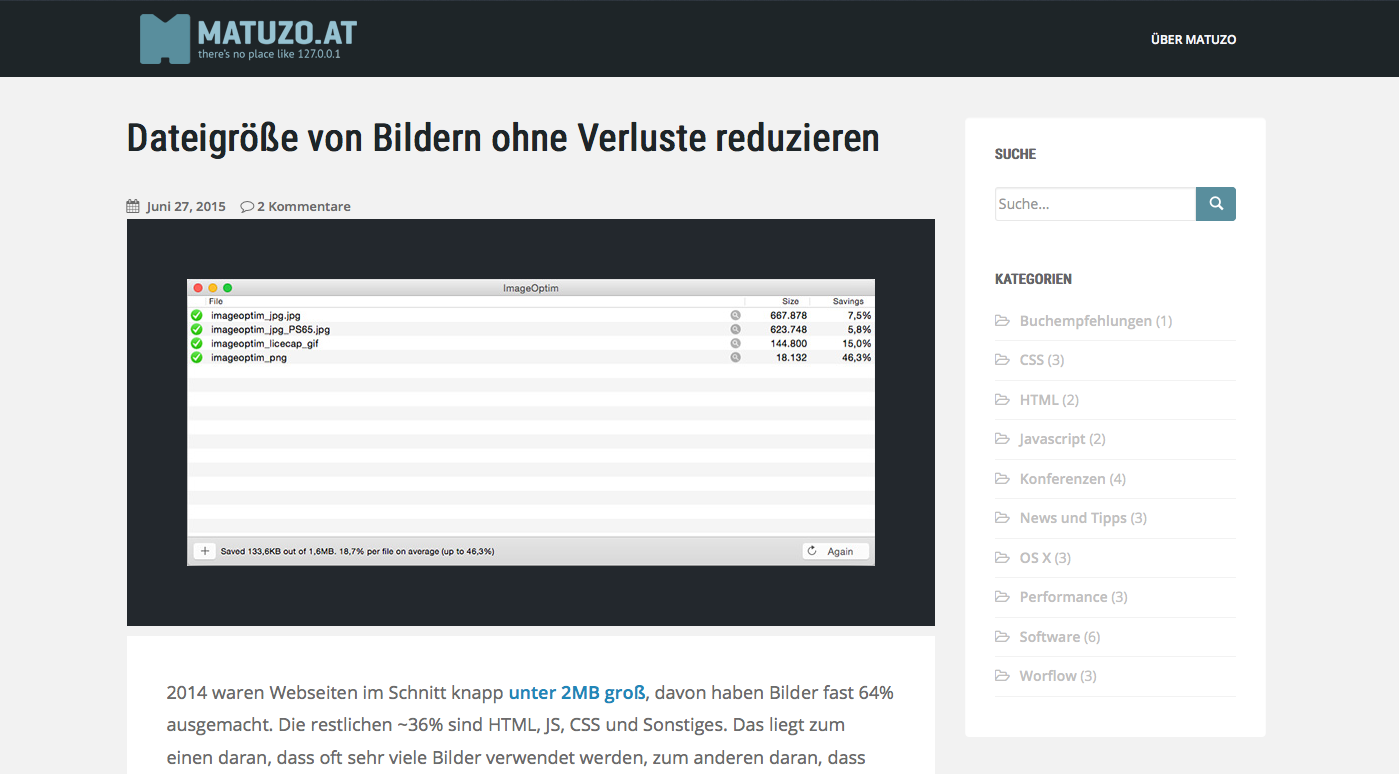 MATUZO.AT
there's no place like 127.0.0.1
ÜBER MATUZO
Dateigröße von Bildern ohne Verluste reduzieren
Juni 27, 2015 2 Kommentare
ImageOptim
File Size Savings
imageoptim_jpg.jpg 667.878 7,5%
imageoptim_jpg_PS65.jpg 623.748 5,8%
imageoptim_licecap_gif 144.800 15,0%
imageoptim_png 18.132 46,3%
+ Saved 133,6KB out of 1,6MB. 18,7% per file on average (up to 46,3%) Again
2014 waren Webseiten im Schnitt knapp unter 2MB groß, davon haben Bilder fast 64%
ausgemacht. Die restlichen ~36% sind HTML, JS, CSS und Sonstiges. Das liegt zum
einen daran, dass oft sehr viele Bilder verwendet werden, zum anderen daran, dass
SUCHE
Suche...
KATEGORIEN
Buchempfehlungen (1)
CSS (3)
HTML (2)
Javascript (2)
Konferenzen (4)
News und Tipps (3)
OS X (3)
Performance (3)
Software (6)
Worflow (3)